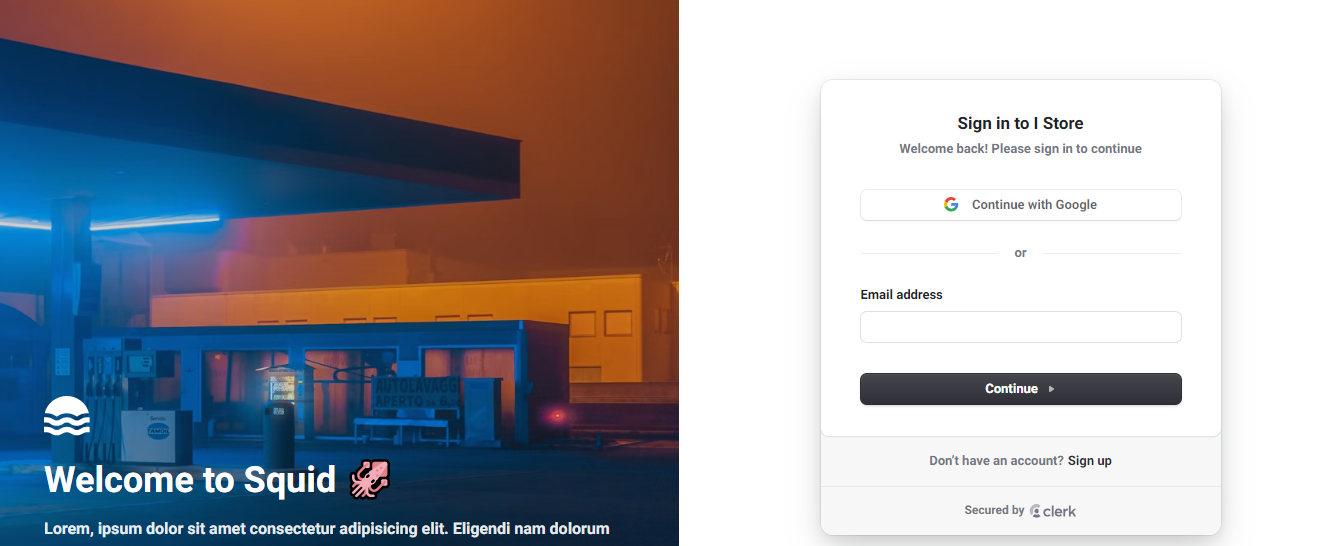 AUTOLAVAGG
APERTO
Welcome to Squid
Lorem, ipsum dolor sit amet consectetur adipisicing elit. Eligendi nam dolorum
Sign in to I Store
Welcome back! Please sign in to continue
Continue with Google
or
Email address
Continue
Don't have an account? Sign up
Secured by clerk